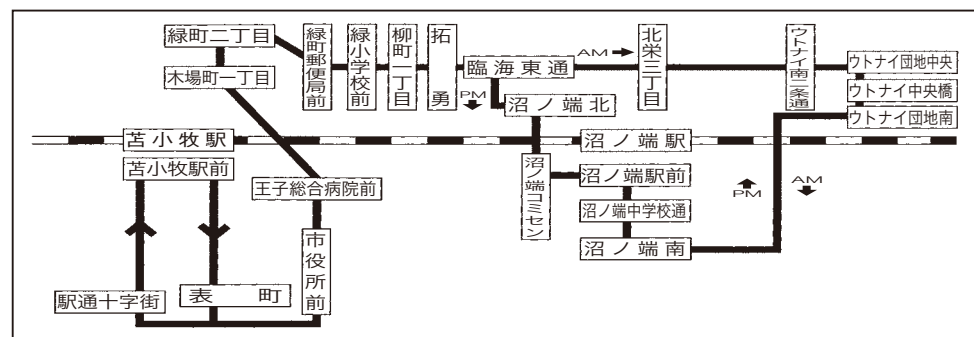 緑町二丁目
木場町一丁目
緑町郵便局前
緑小学校前
柳町一丁目
拓勇
臨海東通
AM
北栄三丁目
ウトナイ南二条通
ウトナイ団地中央
ウトナイ中央橋
ウトナイ団地南
PM
沼ノ端北
苫小牧駅
沼ノ端駅
苫小牧駅前
王子総合病院前
沼ノ端コミセン
沼ノ端駅前
沼ノ端中学校通
沼ノ端南
PM
AM
市役所前
駅通十字街
表町